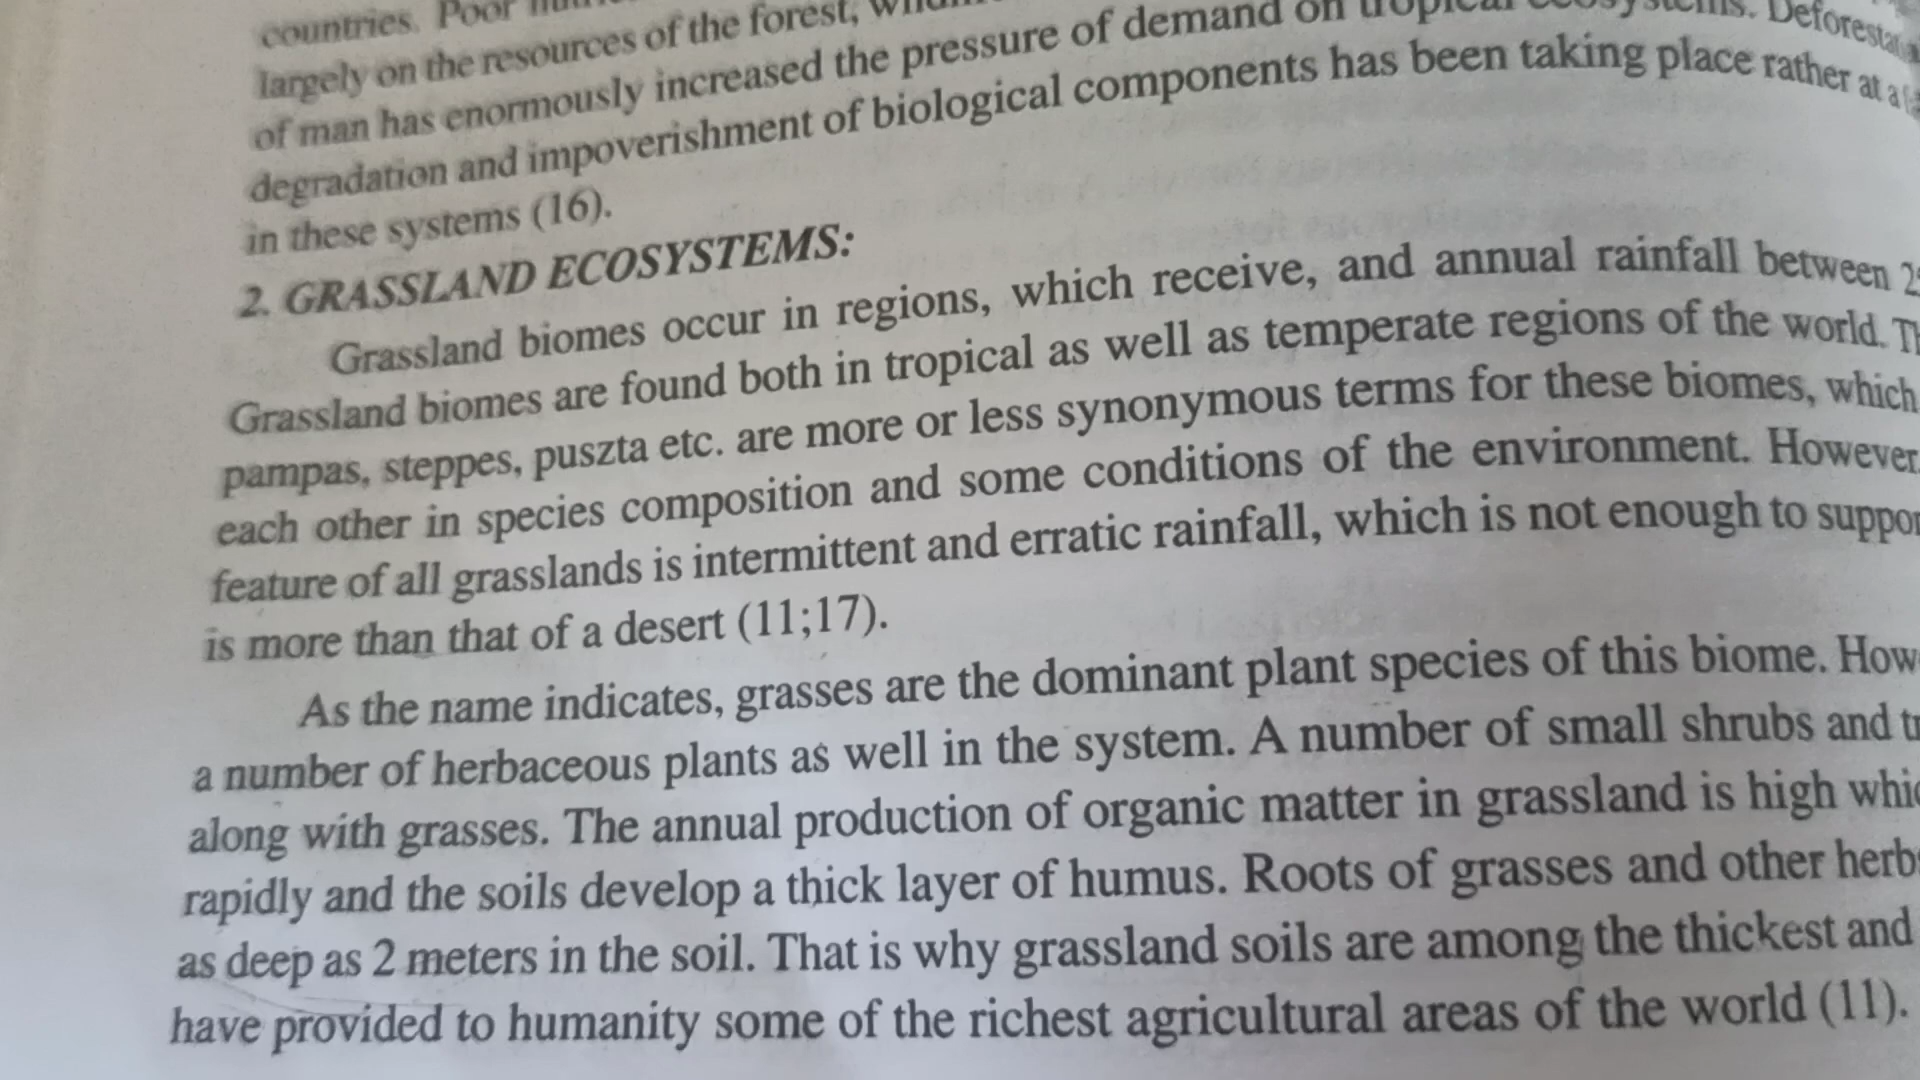 countries. Poor
largely on the resources of the forest,
of man has enormously increased the pressure of demand on tropical ecosystems.
degradation and impoverishment of biological components has been taking place rather at a
in these systems (16).
2. GRASSLAND ECOSYSTEMS:
Grassland biomes occur in regions, which receive, and annual rainfall between
Grassland biomes are found both in tropical as well as temperate regions of the world.
pampas, steppes, puszta etc. are more or less synonymous terms for these biomes, which
each other in species composition and some conditions of the environment. However,
feature of all grasslands is intermittent and erratic rainfall, which is not enough to
is more than that of a desert (11;17).
As the name indicates, grasses are the dominant plant species of this biome.
a number of herbaceous plants as well in the system. A number of small shrubs and
along with grasses. The annual production of organic matter in grassland is high
rapidly and the soils develop a thick layer of humus. Roots of grasses and other
as deep as 2 meters in the soil. That is why grassland soils are among the thickest and
have provided to humanity some of the richest agricultural areas of the world (11).